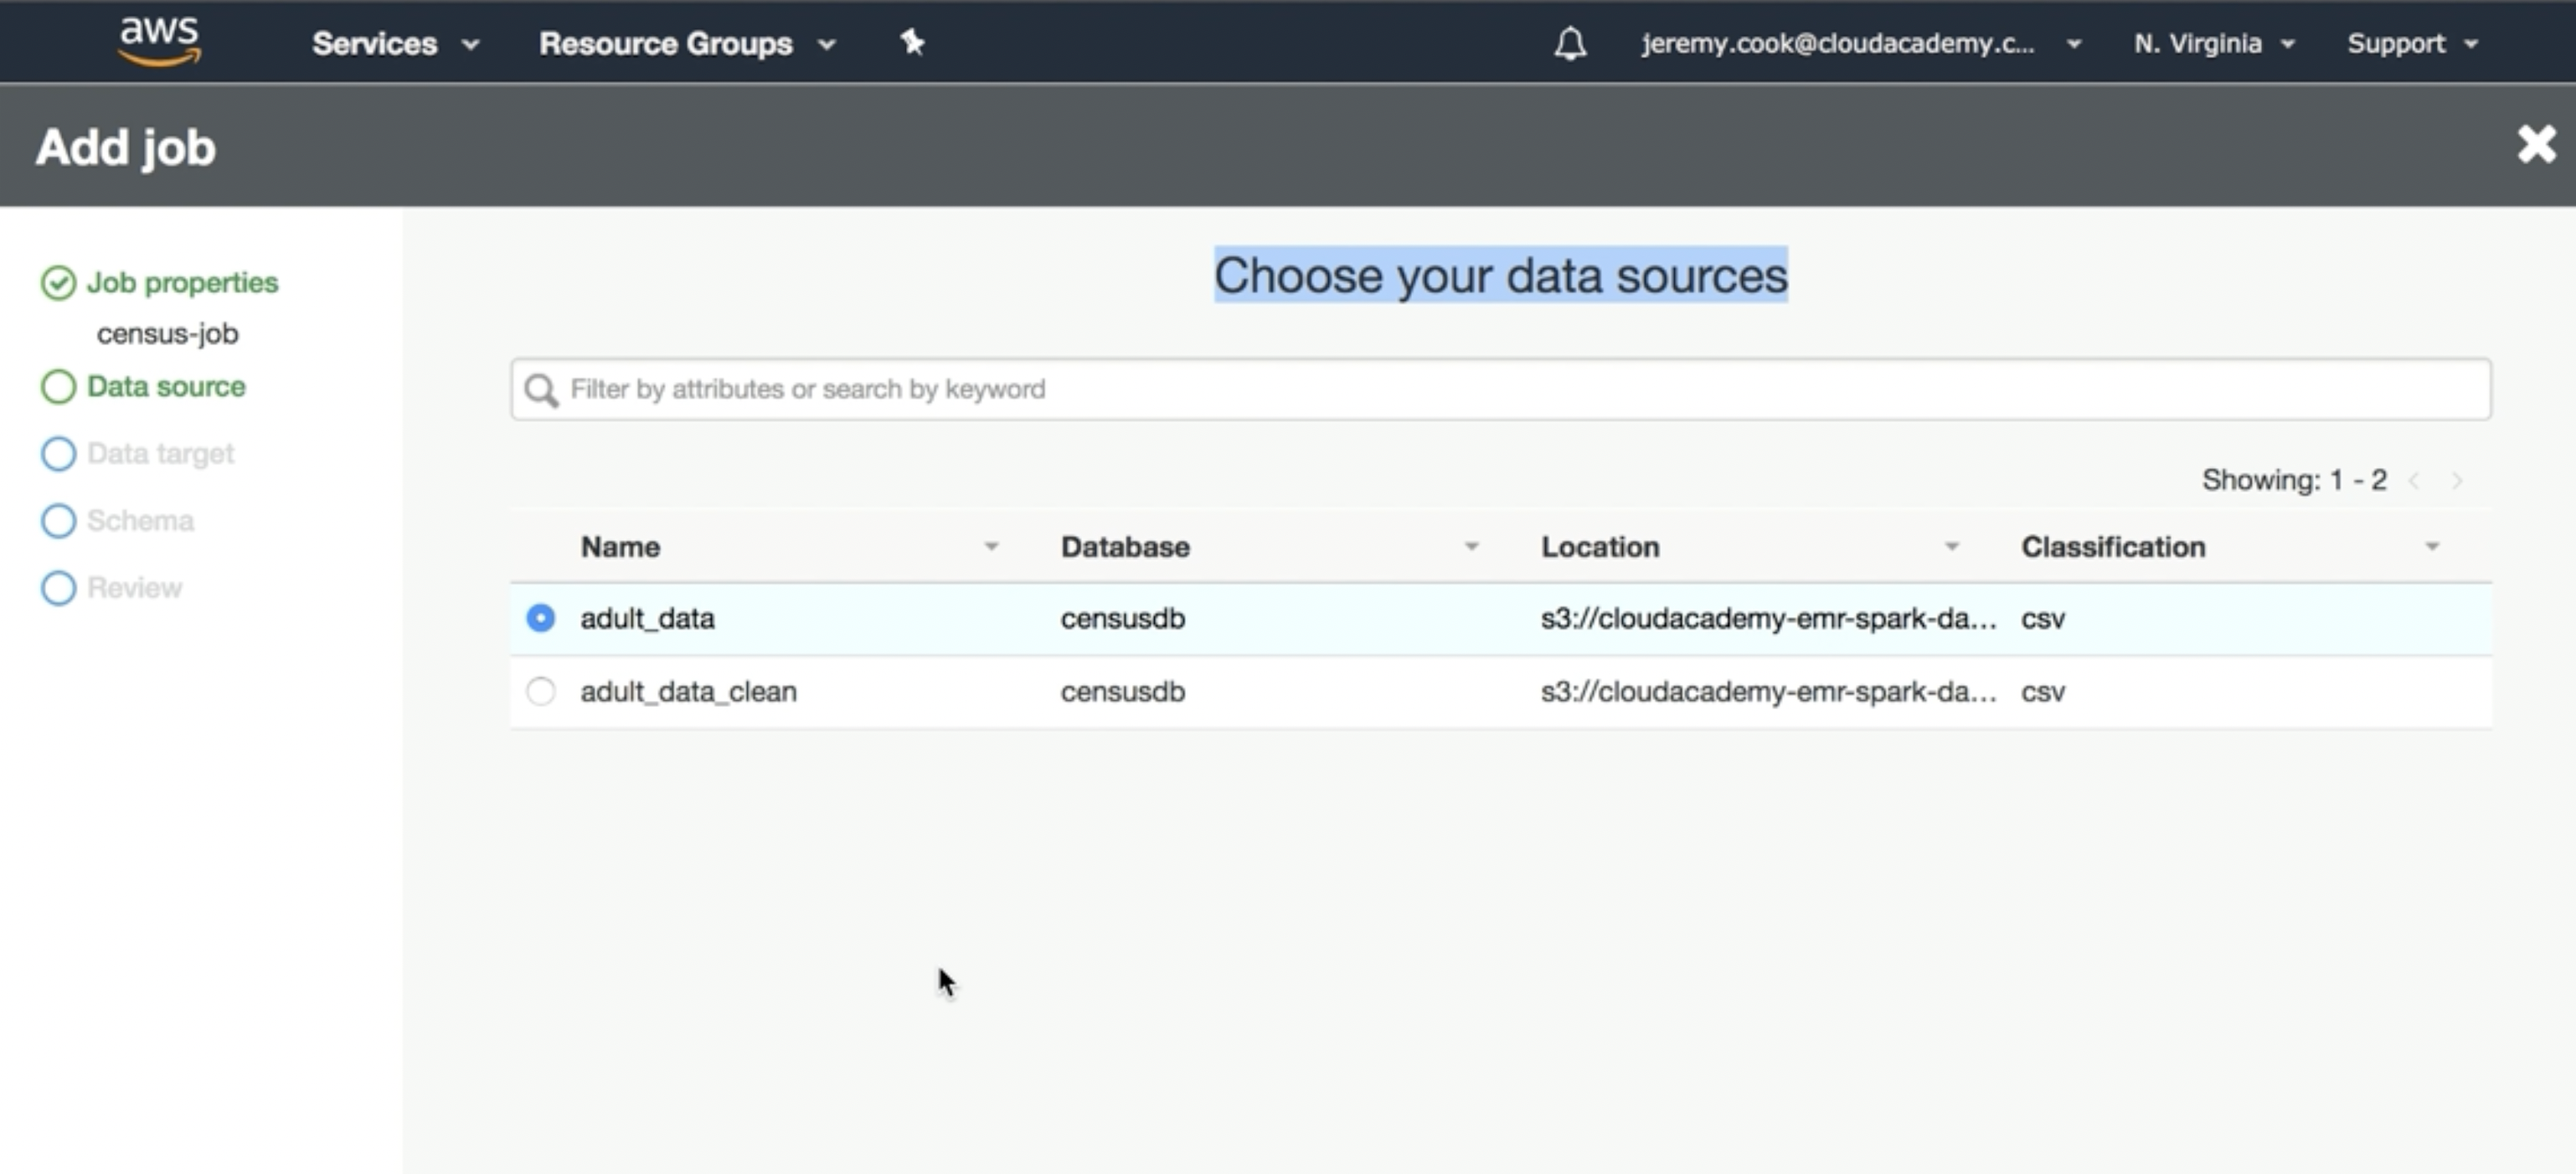 aws Services Resource Groups jeremy.cook@cloudacademy.c... N. Virginia Support
Add job
Job properties
census-job
Data source
Data target
Schema
Review
Choose your data sources
Filter by attributes or search by keyword
Showing: 1 - 2
Name Database Location Classification
adult_data censusdb s3://cloudacademy-emr-spark-da... csv
adult_data_clean censusdb s3://cloudacademy-emr-spark-da... csv